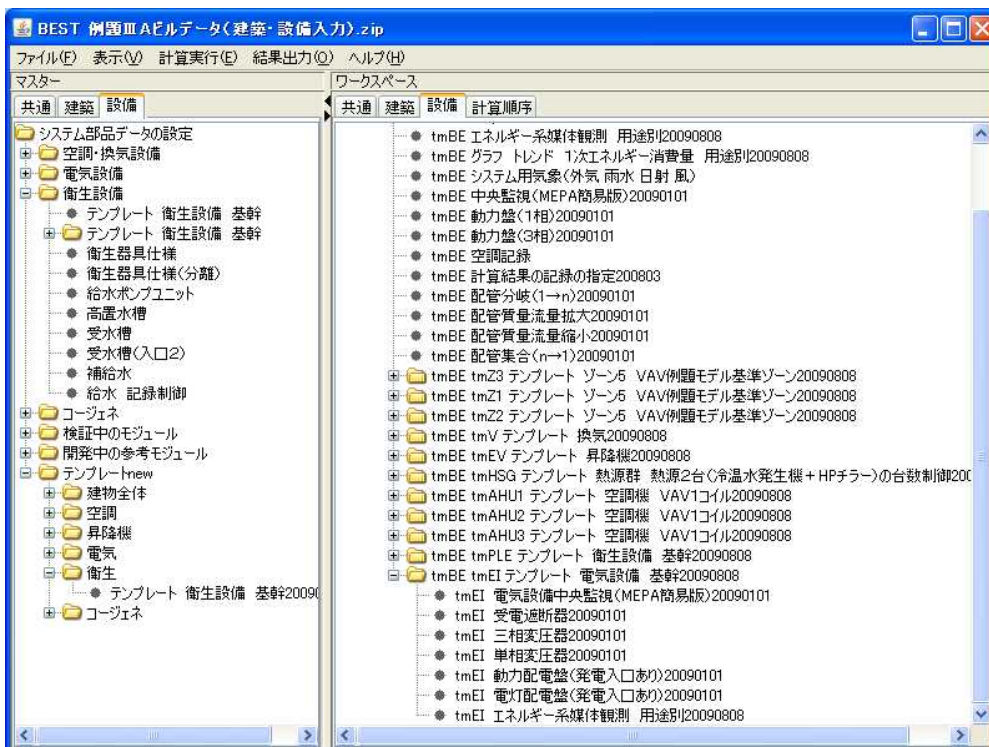 BEST 例題ⅢAビルデータ(建築・設備入力).zip
ファイル(F) 表示(V) 計算実行(E) 結果出力(O) ヘルプ(H)
マスター
共通 建築 設備
システム部品データの設定
空調・換気設備
電気設備
衛生設備
テンプレート 衛生設備 基幹
テンプレート 衛生設備 基幹
衛生器具仕様
衛生器具仕様(分離)
給水ポンプユニット
高置水槽
受水槽
受水槽(入口2)
補給水
給水 記録制御
コージェネ
検証中のモジュール
開発中の参考モジュール
テンプレートnew
建物全体
空調
昇降機
電気
衛生
テンプレート 衛生設備 基幹2009
コージェネ
ワークスペース
共通 建築 設備 計算順序
tmBE エネルギー系媒体観測 用途別20090808
tmBE グラフ トレンド 1次エネルギー消費量 用途別20090808
tmBE システム用気象(外気 雨水 日射 風)
tmBE 中央監視(MEPA簡易版)20090101
tmBE 動力盤(1相)20090101
tmBE 動力盤(3相)20090101
tmBE 空調記録
tmBE 計算結果の記録の指定200803
tmBE 配管分岐(1→n)20090101
tmBE 配管質量流量拡大20090101
tmBE 配管質量流量縮小20090101
tmBE 配管集合(n→1)20090101
tmBE tmZ3 テンプレート ゾーン5 VAV例題モデル基準ゾーン20090808
tmBE tmZ1 テンプレート ゾーン5 VAV例題モデル基準ゾーン20090808
tmBE tmZ2 テンプレート ゾーン5 VAV例題モデル基準ゾーン20090808
tmBE tmV テンプレート 換気20090808
tmBE tmEV テンプレート 昇降機20090808
tmBE tmHSG テンプレート 熱源群 熱源2台(冷温水発生機+HPチラー)の台数制御200
tmBE tmAHU1 テンプレート 空調機 VAV1コイル20090808
tmBE tmAHU2 テンプレート 空調機 VAV1コイル20090808
tmBE tmAHU3 テンプレート 空調機 VAV1コイル20090808
tmBE tmPLE テンプレート 衛生設備 基幹20090808
tmBE tmEI テンプレート 電気設備 基幹20090808
tmEI 電気設備中央監視(MEPA簡易版)20090101
tmEI 受電遮断器20090101
tmEI 三相変圧器20090101
tmEI 単相変圧器20090101
tmEI 動力配電盤(発電入口あり)20090101
tmEI 電灯配電盤(発電入口あり)20090101
tmEI エネルギー系媒体観測 用途別20090808